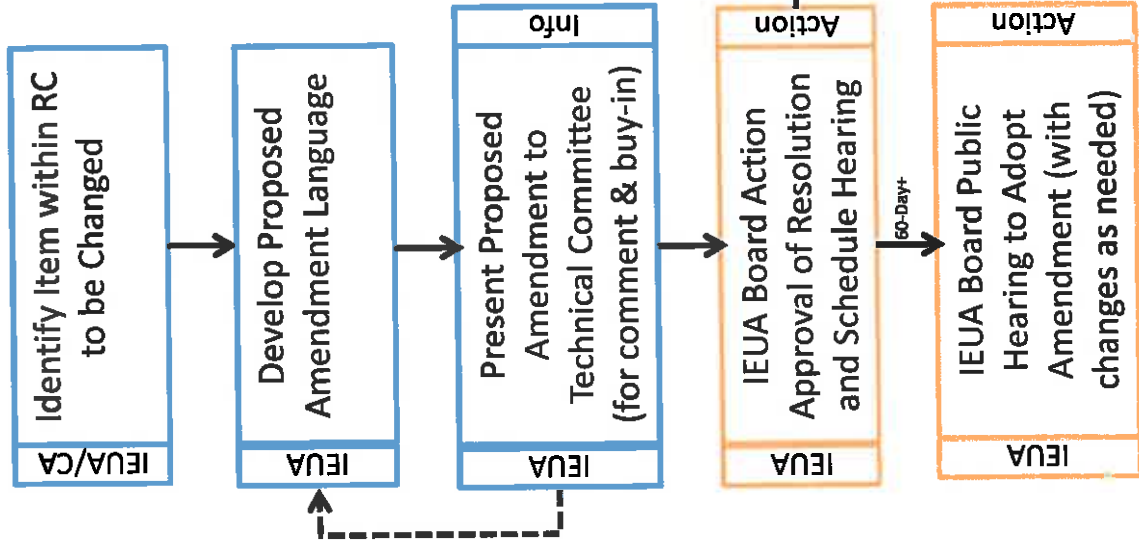 IEUA/CA
Identify Item within RC
to be Changed
IEUA
Develop Proposed
Amendment Language
IEUA
Present Proposed
Amendment to
Technical Committee
(for comment & buy-in)
Info
IEUA
IEUA Board Action
Approval of Resolution
and Schedule Hearing
Action
60-Day+
IEUA
IEUA Board Public
Hearing to Adopt
Amendment (with
changes as needed)
Action